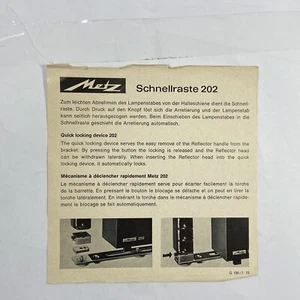 Metz Schnellraste 202
Zum leichten Abnehmen des Lampenstabes von der Halteschiene dient die Schnell-
raste. Durch Druck auf den Knopf löst sich die Arretierung und der Lampenstab
kann seitlich herausgezogen werden. Beim Einschieben des Lampenstabes in die
Schnellraste geschieht die Arretierung automatisch.
Quick locking device 202
The quick locking device serves the easy removal of the Reflector handle from the
bracket. By pressing the button the locking is released and the Reflector head
can be withdrawn laterally. When inserting the Reflector head into the quick
locking device, it automatically locks.
Mécanisme à déclencher rapidement Metz 202
Le mécanisme à déclencher rapidement serve pour écarter facilement la torche
de la barrette. En pressant le bouton le blocage se détache et on peut en tirer la
torche latéralement. En insérant la torche dans le mécanisme à déclencher rapide-
ment le blocage se fait automatiquement.